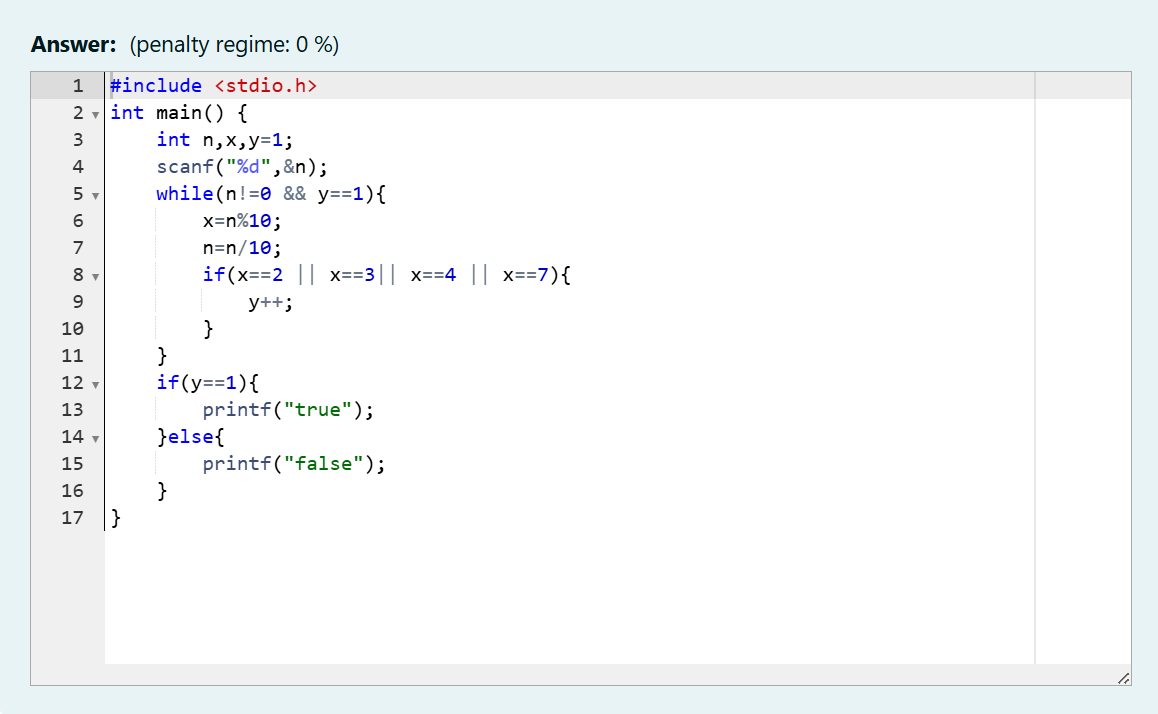 Answer: (penalty regime: 0 %)
1 #include <stdio.h>
2 int main() {
3     int n,x,y=1;
4     scanf("%d",&n);
5     while(n!=0 && y==1){
6         x=n%10;
7         n=n/10;
8         if(x==2 || x==3|| x==4 || x==7){
9             y++;
10         }
11     }
12     if(y==1){
13         printf("true");
14     }else{
15         printf("false");
16     }
17 }